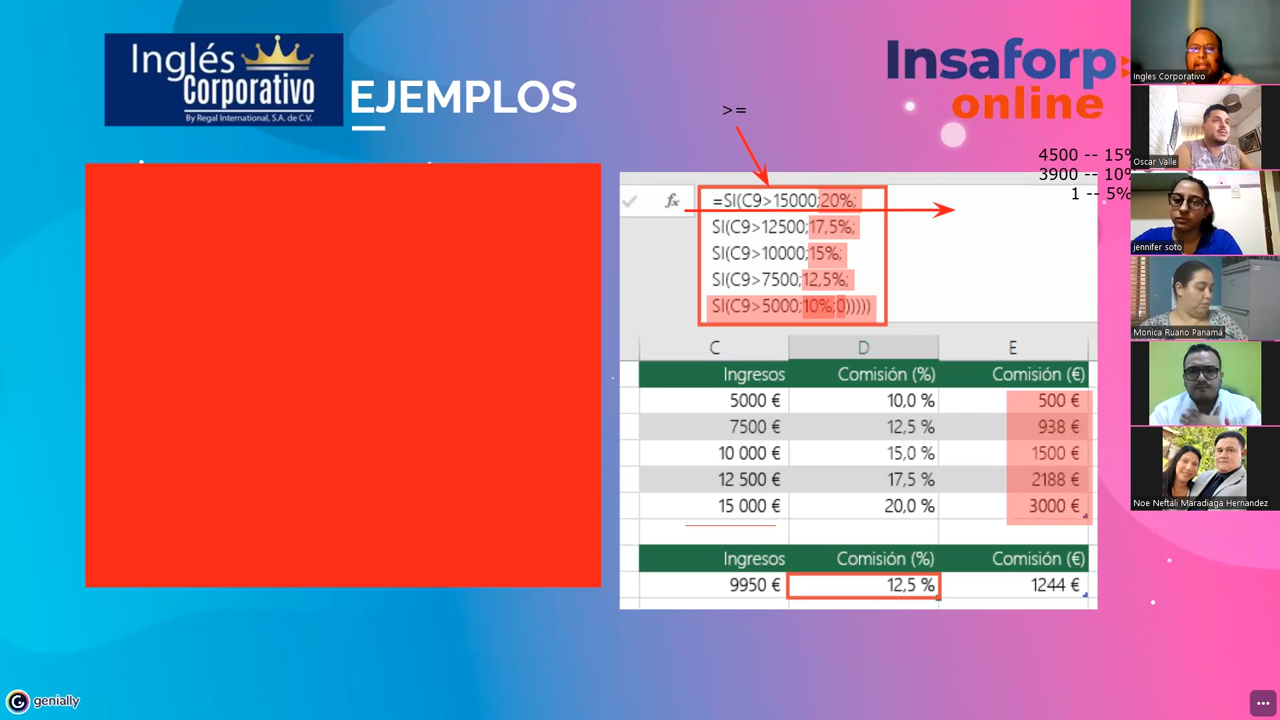 Inglés
Corporativo
By Regal International, S.A. de C.V.
EJEMPLOS
Insaforp
online
>=
4500 -- 15%
3900 -- 10%
1 -- 5%
fx
=SI(C9>15000;20%;
SI(C9>12500;17,5%;
SI(C9>10000;15%;
SI(C9>7500;12,5%;
SI(C9>5000;10%;0)))))
C D E
Ingresos Comisión (%) Comisión (€)
5000 € 10,0 % 500 €
7500 € 12,5 % 938 €
10 000 € 15,0 % 1500 €
12 500 € 17,5 % 2188 €
15 000 € 20,0 % 3000 €
Ingresos Comisión (%) Comisión (€)
9950 € 12,5 % 1244 €
Ingles Corporativo
Oscar Valle
jennifer soto
Monica Ruano Panamá
Noe Neftali Maradiaga Hernandez
genially